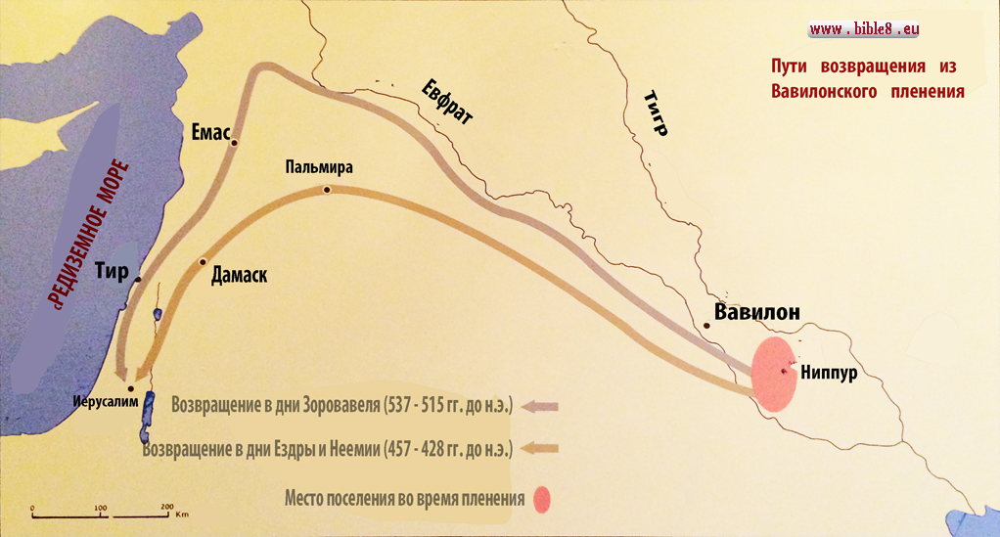 www . bible8 . eu
Пути возвращения из
Вавилонского пленения
Евфрат
Тигр
Емас
Пальмира
СРЕДИЗЕМНОЕ МОРЕ
Тир
Дамаск
Вавилон
Ниппур
Иерусалим
Возвращение в дни Зоровавеля (537 - 515 гг. до н.э.)
Возвращение в дни Ездры и Неемии (457 - 428 гг. до н.э.)
Место поселения во время пленения
0 100 200 Km